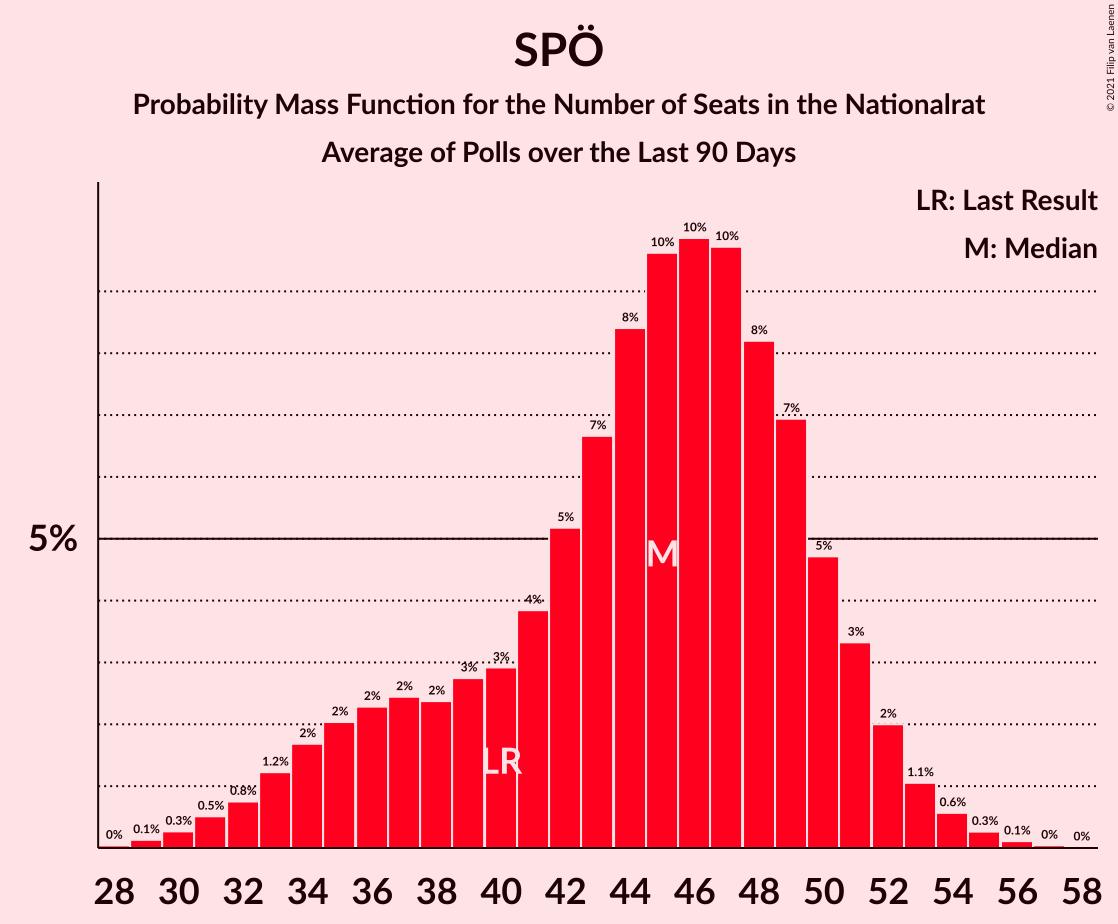 SPÖ
Probability Mass Function for the Number of Seats in the Nationalrat
Average of Polls over the Last 90 Days
© 2021 Filip van Laenen
LR: Last Result
M: Median
5%
0% 0.1% 0.3% 0.5% 0.8% 1.2% 2% 2% 2% 2% 2% 3% 3% 4% 5% 7% 8% 10% 10% 10% 8% 7% 5% 3% 2% 1.1% 0.6% 0.3% 0.1% 0% 0%
M
LR
28 30 32 34 36 38 40 42 44 46 48 50 52 54 56 58